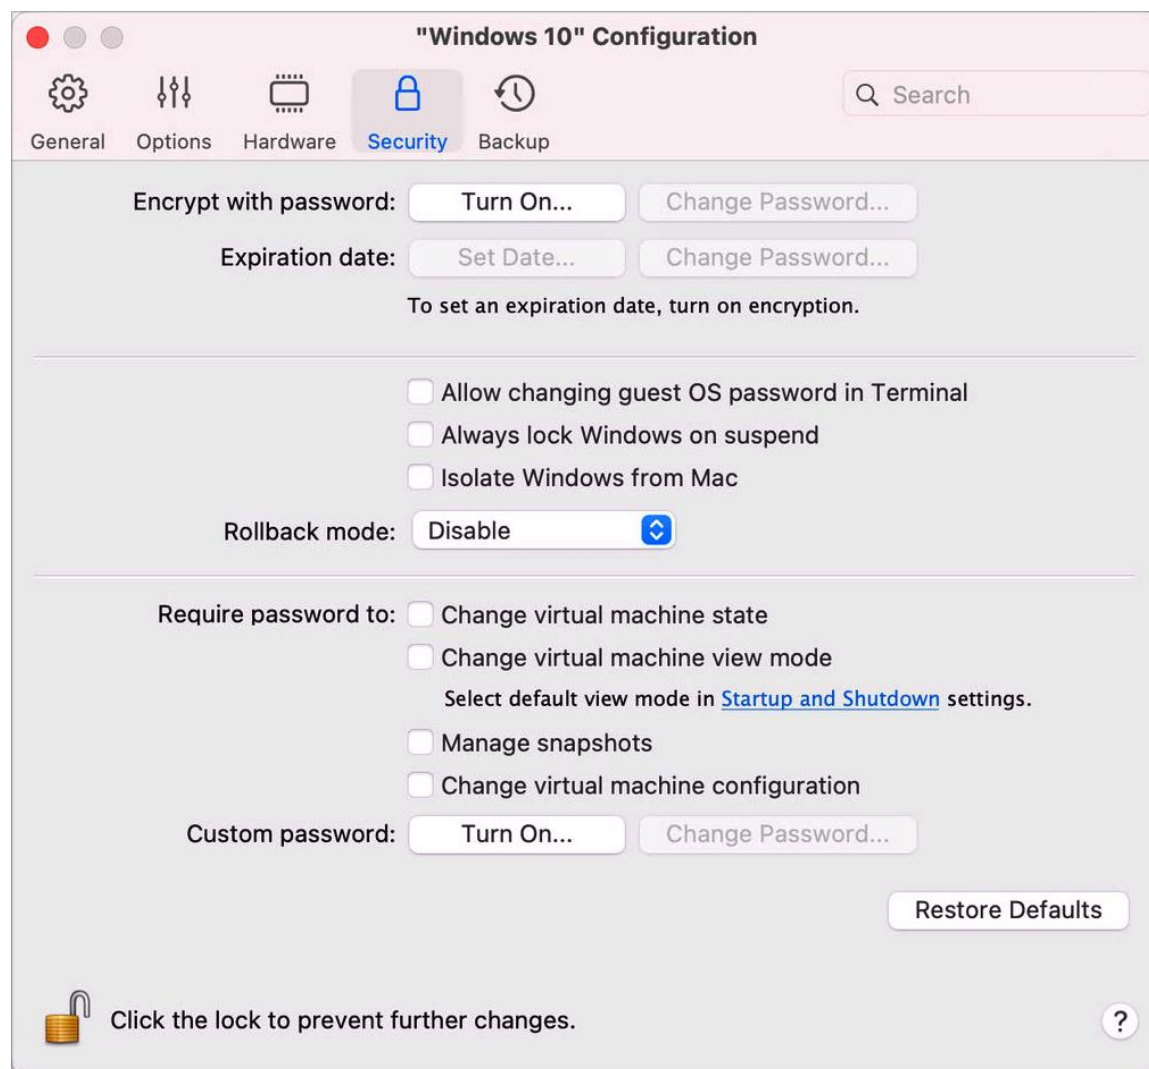 "Windows 10" Configuration
General Options Hardware Security Backup Search
Encrypt with password: Turn On... Change Password...
Expiration date: Set Date... Change Password...
To set an expiration date, turn on encryption.
Allow changing guest OS password in Terminal
Always lock Windows on suspend
Isolate Windows from Mac
Rollback mode: Disable
Require password to: Change virtual machine state
Change virtual machine view mode
Select default view mode in Startup and Shutdown settings.
Manage snapshots
Change virtual machine configuration
Custom password: Turn On... Change Password...
Restore Defaults
Click the lock to prevent further changes. ?